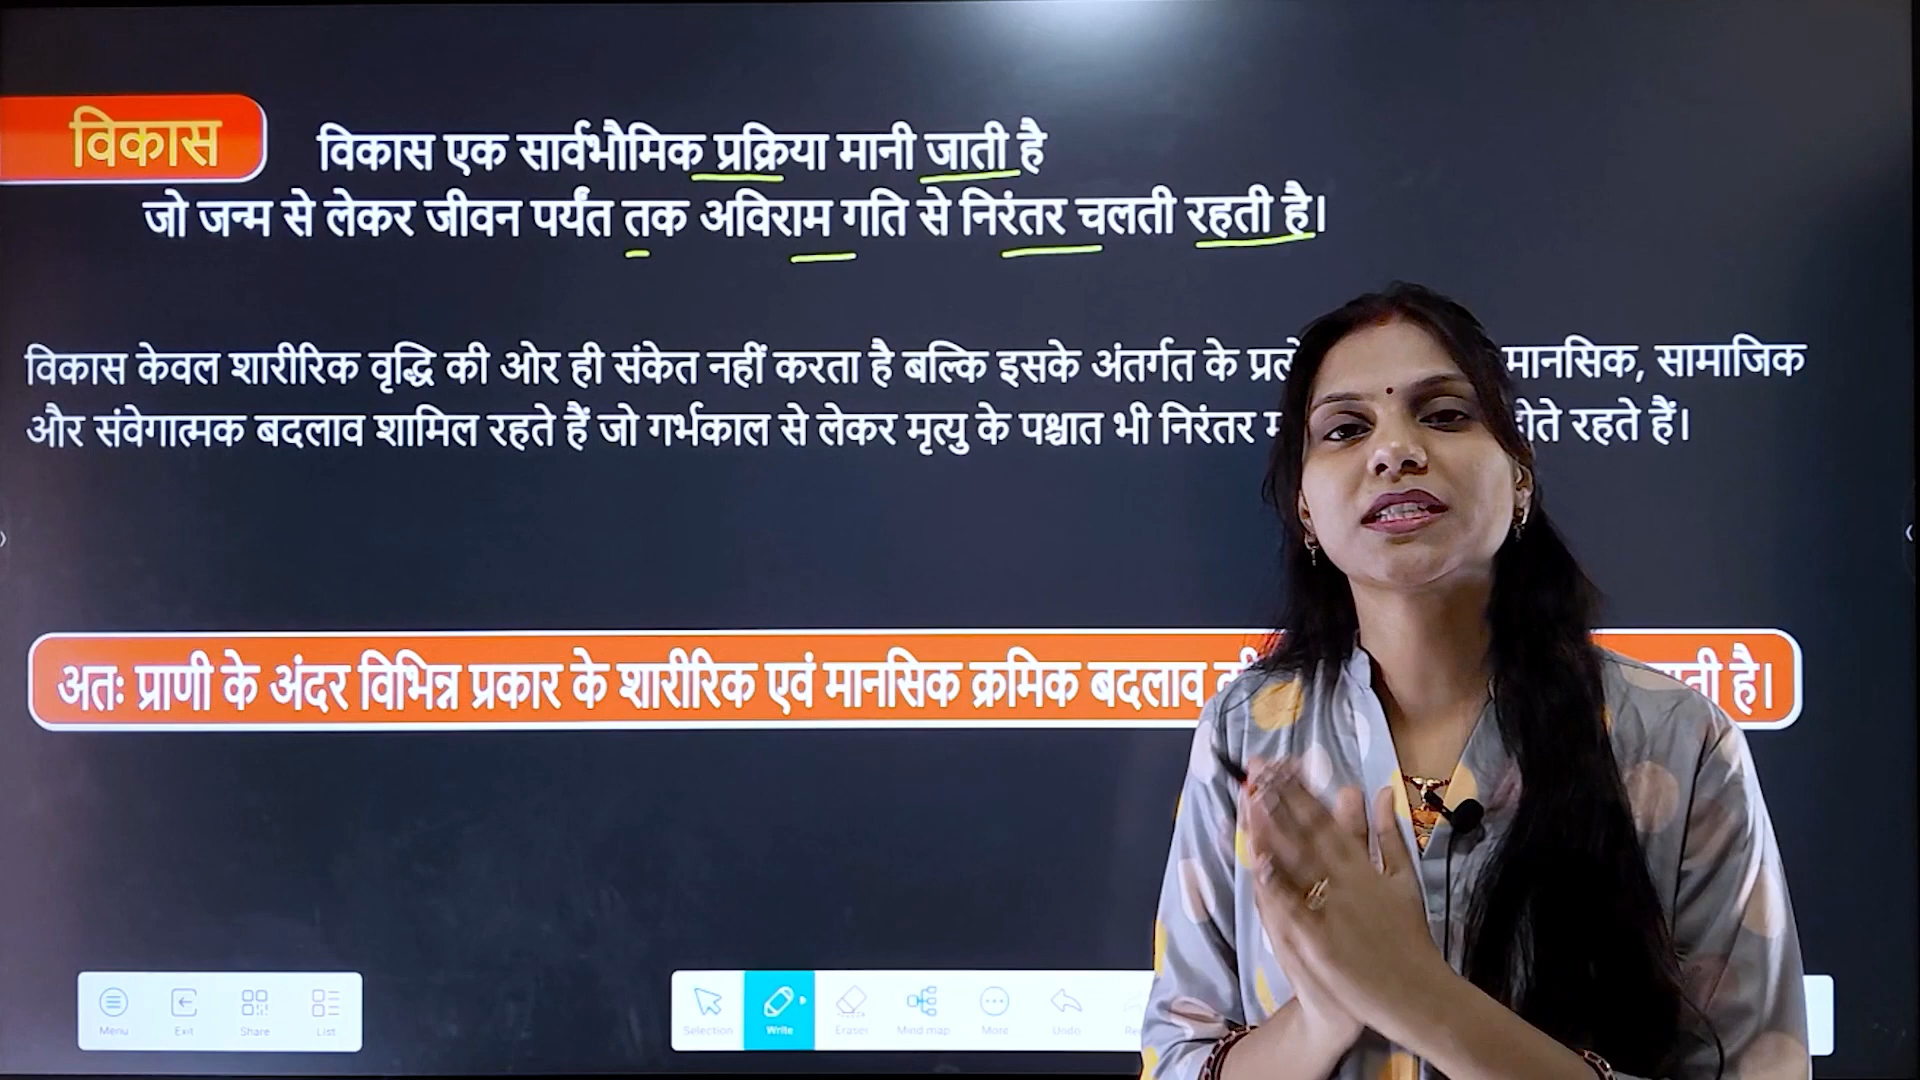 विकास
विकास एक सार्वभौमिक प्रक्रिया मानी जाती है
जो जन्म से लेकर जीवन पर्यंत तक अविराम गति से निरंतर चलती रहती है।
विकास केवल शारीरिक वृद्धि की ओर ही संकेत नहीं करता है बल्कि इसके अंतर्गत के मानसिक, सामाजिक
और संवेगात्मक बदलाव शामिल रहते हैं जो गर्भकाल से लेकर मृत्यु के पश्चात भी निरंतर होते रहते हैं।
अतः प्राणी के अंदर विभिन्न प्रकार के शारीरिक एवं मानसिक क्रमिक बदलाव है।
Menu Exit Share List Selection Write Eraser Mind map More Undo